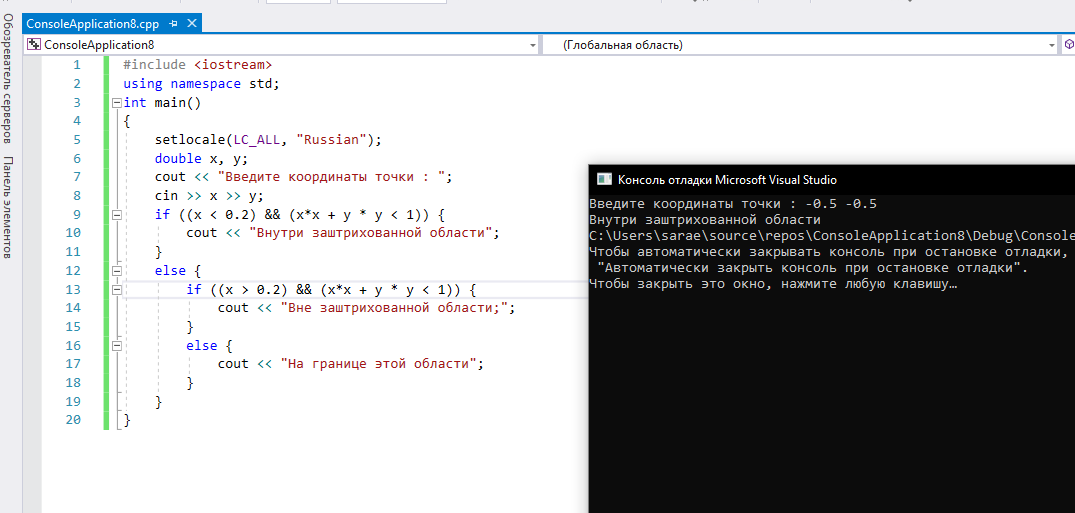 ConsoleApplication8.cpp
Обозреватель серверов
Панель элементов
ConsoleApplication8
(Глобальная область)
1 #include <iostream>
2 using namespace std;
3 int main()
4 {
5 setlocale(LC_ALL, "Russian");
6 double x, y;
7 cout << "Введите координаты точки : ";
8 cin >> x >> y;
9 if ((x < 0.2) && (x*x + y * y < 1)) {
10 cout << "Внутри заштрихованной области";
11 }
12 else {
13 if ((x > 0.2) && (x*x + y * y < 1)) {
14 cout << "Вне заштрихованной области;";
15 }
16 else {
17 cout << "На границе этой области";
18 }
19 }
20 }
Консоль отладки Microsoft Visual Studio
Введите координаты точки : -0.5 -0.5
Внутри заштрихованной области
C:\Users\sarae\source\repos\ConsoleApplication8\Debug\Console
Чтобы автоматически закрывать консоль при остановке отладки,
"Автоматически закрыть консоль при остановке отладки".
Чтобы закрыть это окно, нажмите любую клавишу…